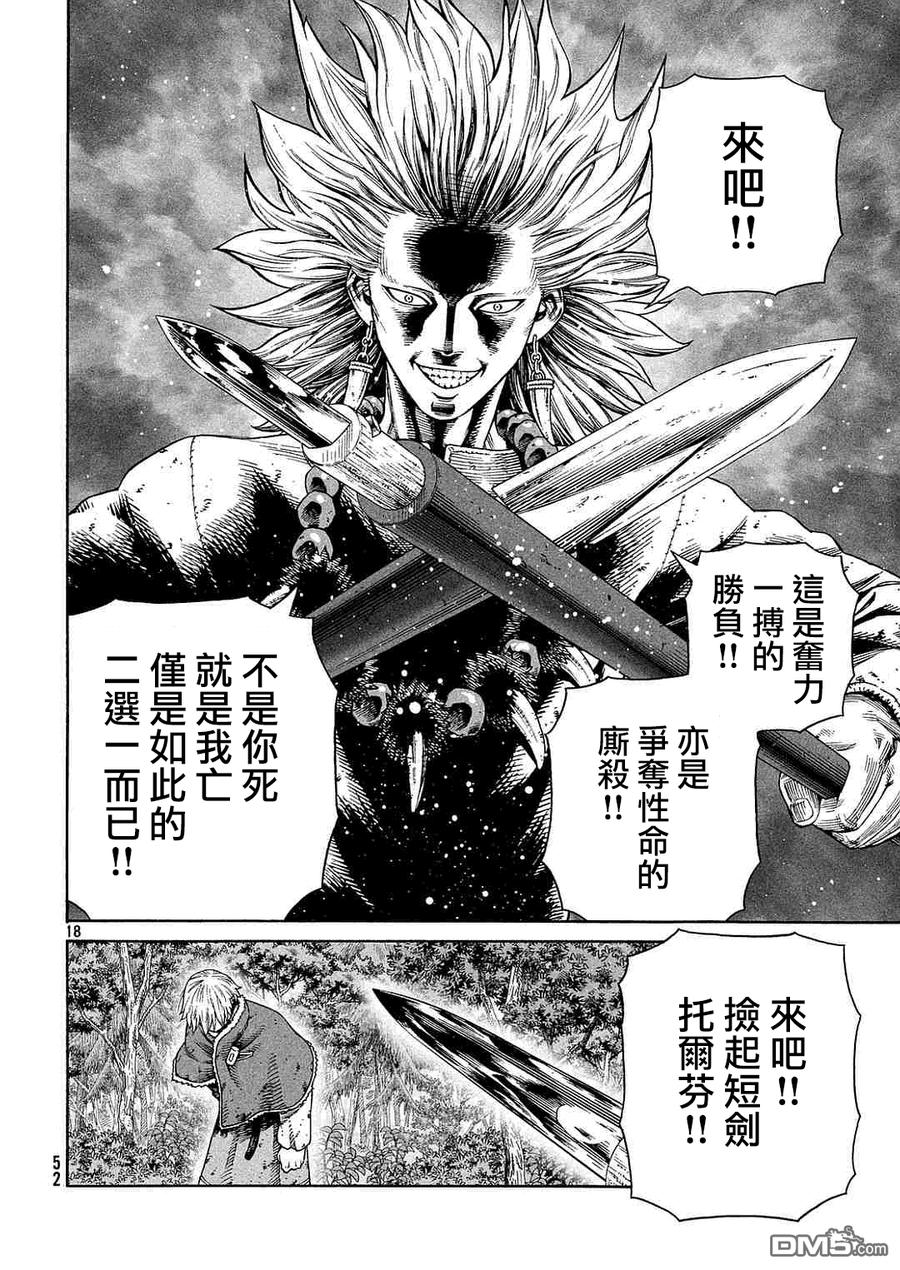 來吧!!
這是奮力
一搏的
勝負!!
亦是
爭奪性命的
廝殺!!
不是你死
就是我亡
僅是如此的
二選一而已!!
18
來吧!!
撿起短劍
托爾芬!!
52
DM5.com